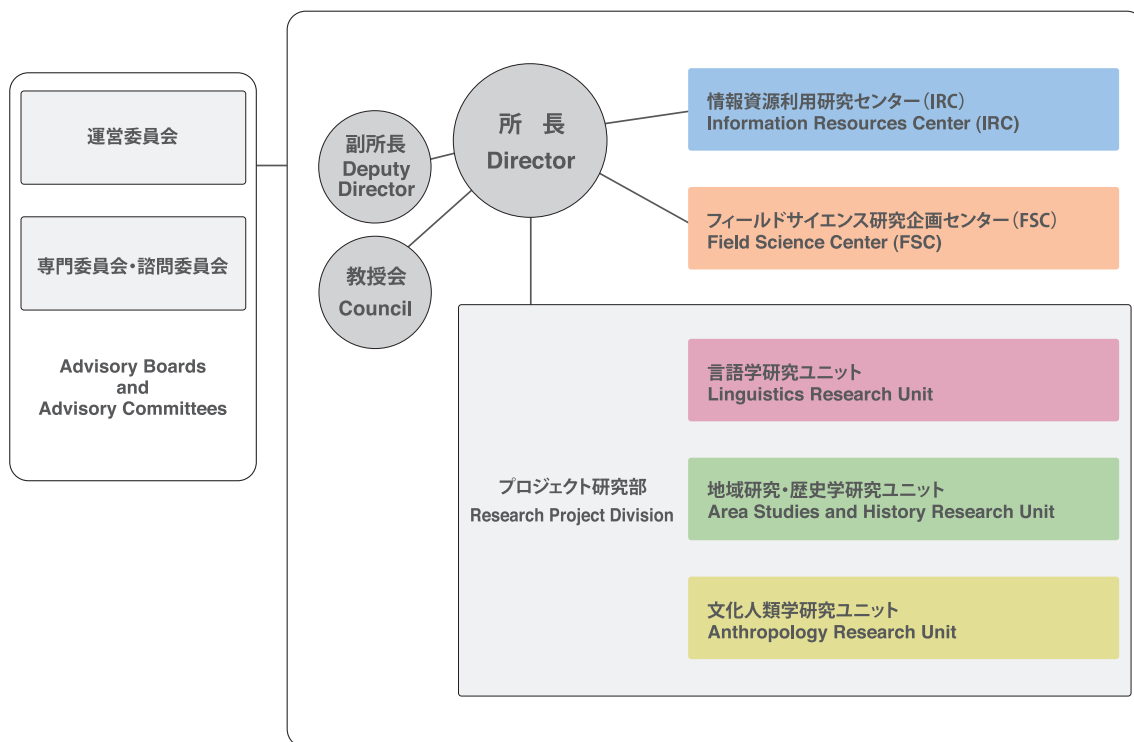 運営委員会
専門委員会・諮問委員会
Advisory Boards
and
Advisory Committees
所 長
Director
副所長
Deputy
Director
教授会
Council
情報資源利用研究センター(IRC)
Information Resources Center (IRC)
フィールドサイエンス研究企画センター(FSC)
Field Science Center (FSC)
プロジェクト研究部
Research Project Division
言語学研究ユニット
Linguistics Research Unit
地域研究・歴史学研究ユニット
Area Studies and History Research Unit
文化人類学研究ユニット
Anthropology Research Unit